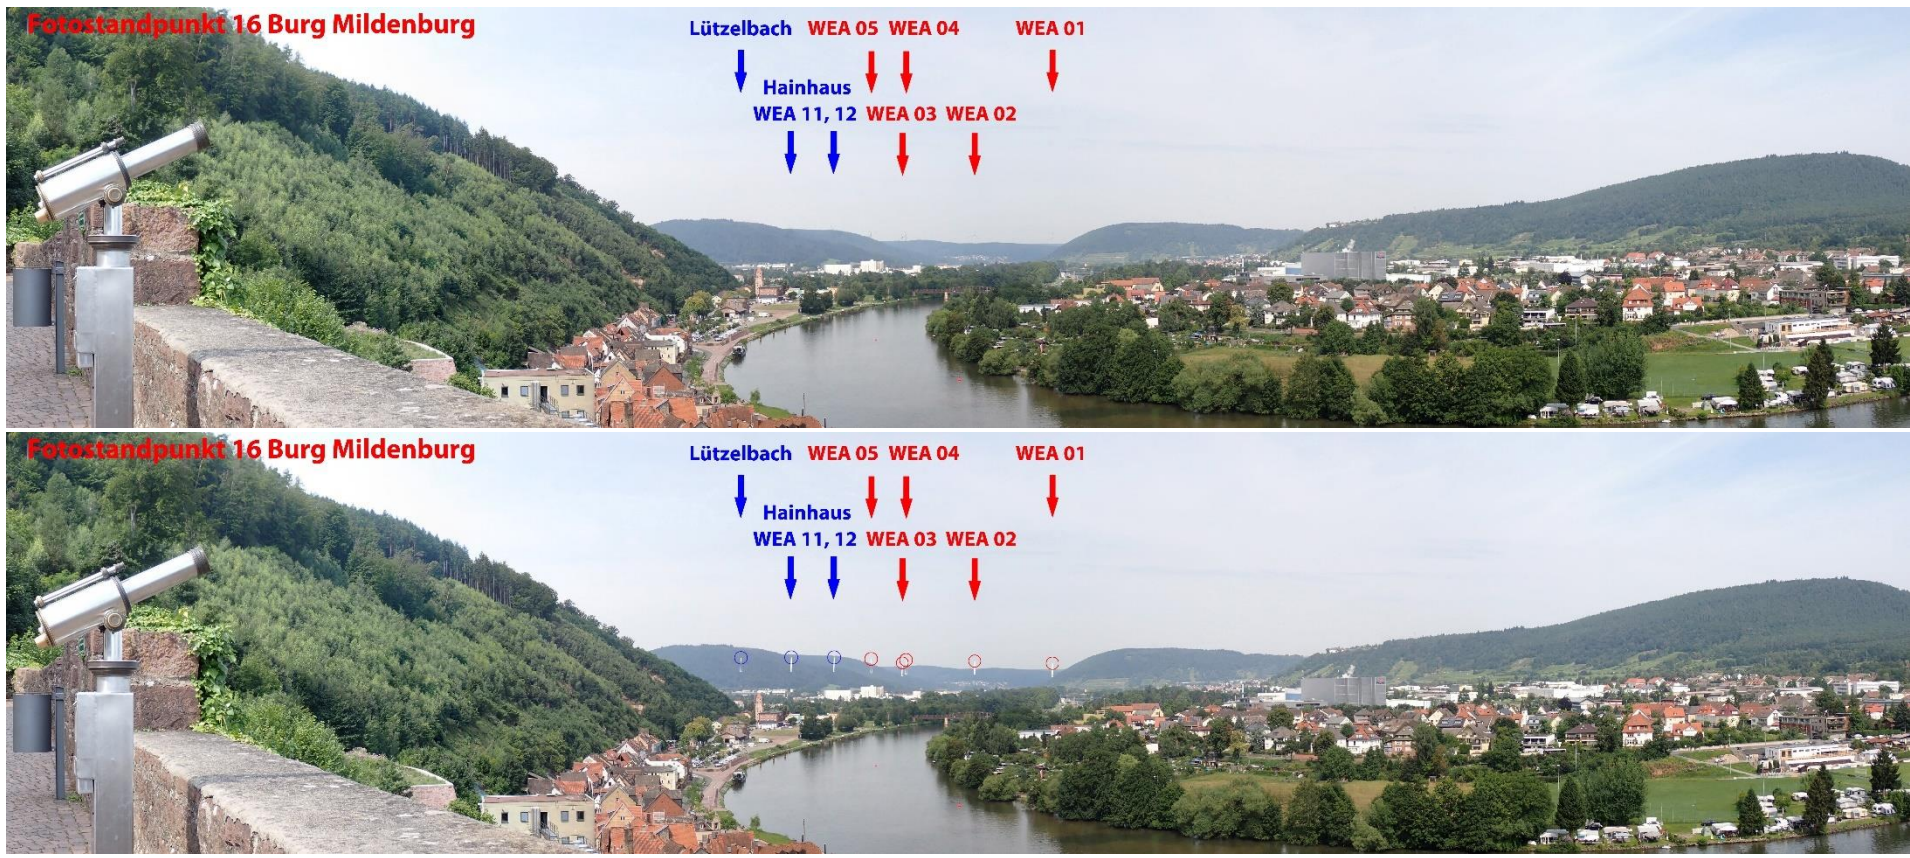 Fotostandpunkt 16 Burg Mildenburg
Lützelbach WEA 05 WEA 04 WEA 01
Hainhaus
WEA 11, 12 WEA 03 WEA 02
Fotostandpunkt 16 Burg Mildenburg
Lützelbach WEA 05 WEA 04 WEA 01
Hainhaus
WEA 11, 12 WEA 03 WEA 02